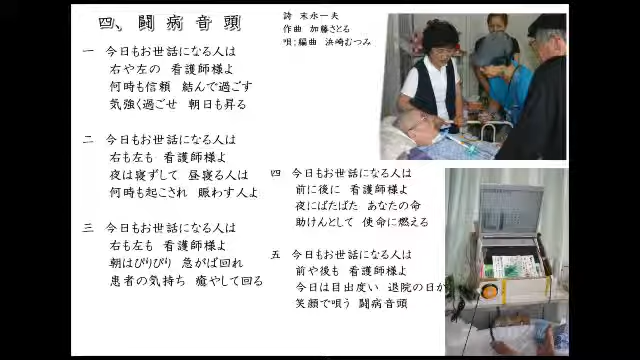 四、闘病音頭
詩 末永一夫
作曲 加藤さとる
唄;編曲 浜崎むつみ
一 今日もお世話になる人は
右や左の 看護師様よ
何時も信頼 結んで過ごす
気強く過ごせ 朝日も昇る
二 今日もお世話になる人は
右も左も 看護師様よ
夜は寝ずして 昼寝る人は
何時も起こされ 賑わす人よ
三 今日もお世話になる人は
右も左も 看護師様よ
朝はぴりぴり 急がば回れ
患者の気持ち 癒やして回る
四 今日もお世話になる人は
前に後に 看護師様よ
夜にばたばた あなたの命
助けんとして 使命に燃える
五 今日もお世話になる人は
前や後も 看護師様よ
今日は目出度い 退院の日か
笑顔で唄う 闘病音頭